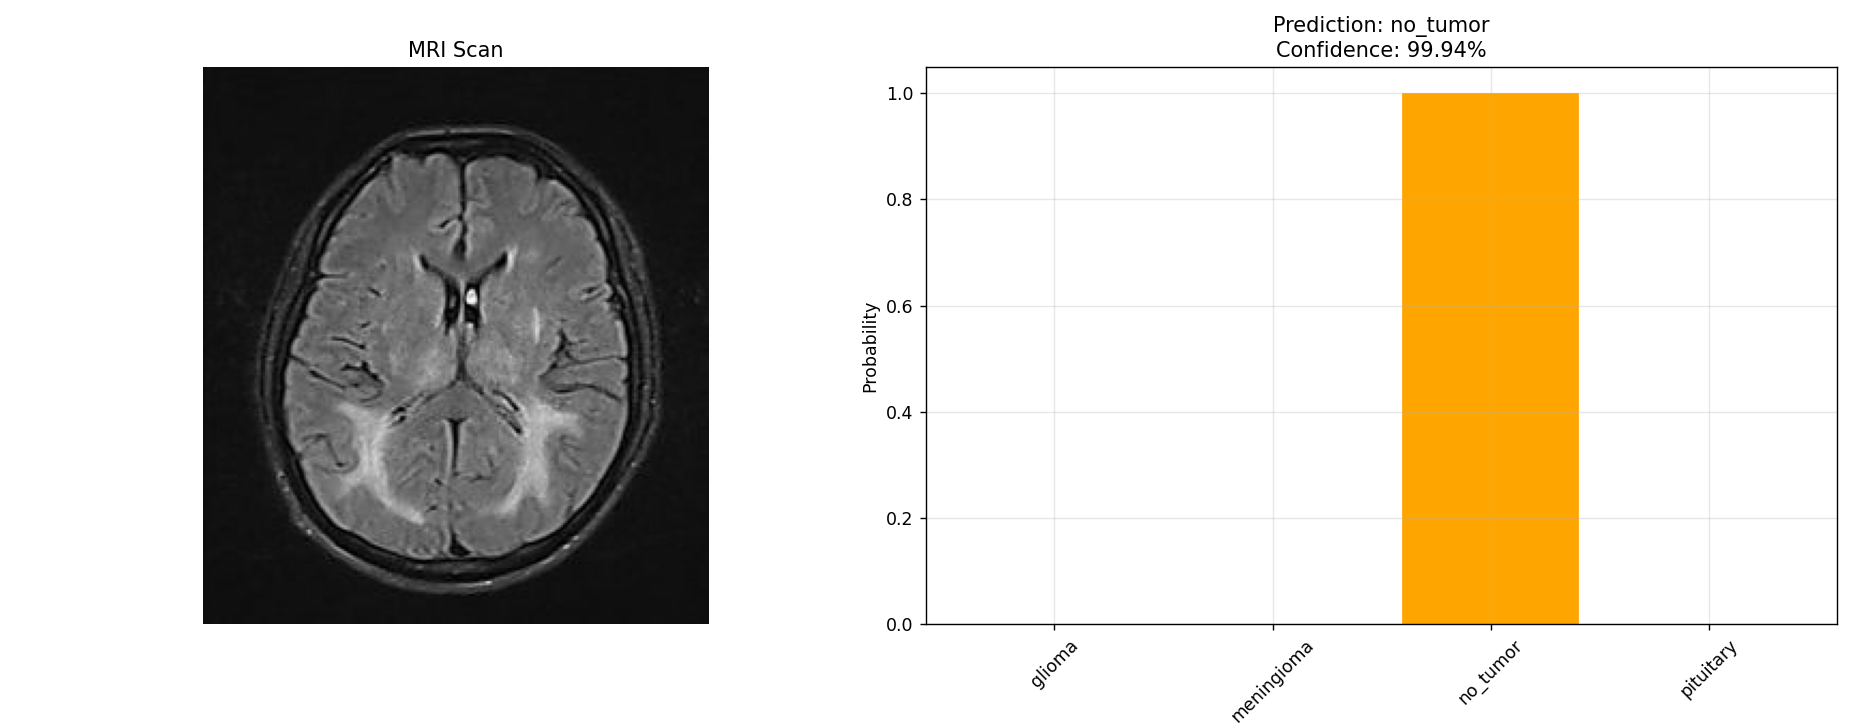 MRI Scan
Prediction: no_tumor
Confidence: 99.94%
Probability
1.0
0.8
0.6
0.4
0.2
0.0
glioma
meningioma
no_tumor
pituitary